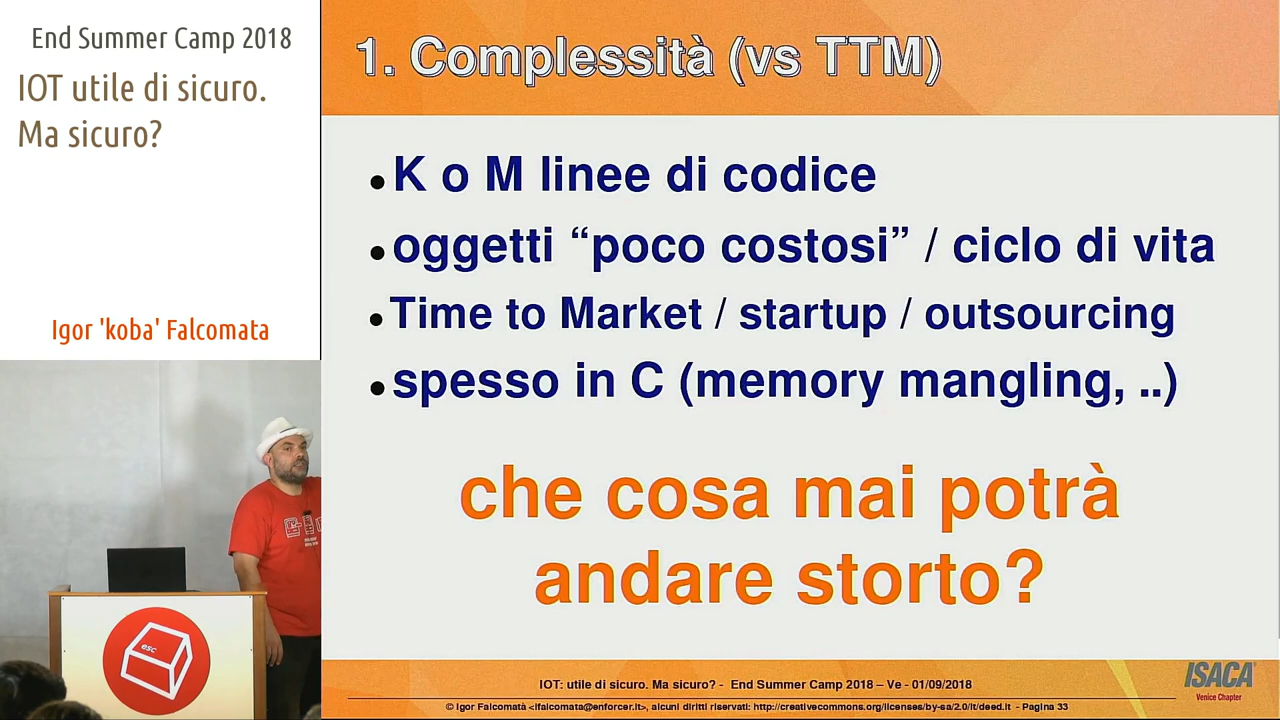 End Summer Camp 2018
IOT utile di sicuro.
Ma sicuro?
Igor 'koba' Falcomata
esc
1. Complessità (vs TTM)
K o M linee di codice
oggetti “poco costosi” / ciclo di vita
Time to Market / startup / outsourcing
spesso in C (memory mangling, ..)
che cosa mai potrà
andare storto?
IOT: utile di sicuro. Ma sicuro? - End Summer Camp 2018 – Ve - 01/09/2018
© Igor Falcomatà <ifalcomata@enforcer.it>, alcuni diritti riservati: http://creativecommons.org/licenses/by-sa/2.0/it/deed.it - Pagina 33
ISACA
Venice Chapter